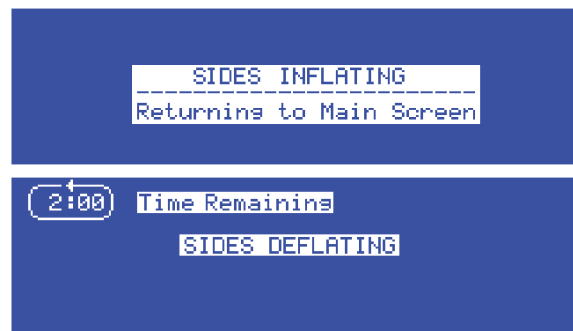 SIDES INFLATING
------------------------
Returning to Main Screen
2:00 Time Remaining
SIDES DEFLATING